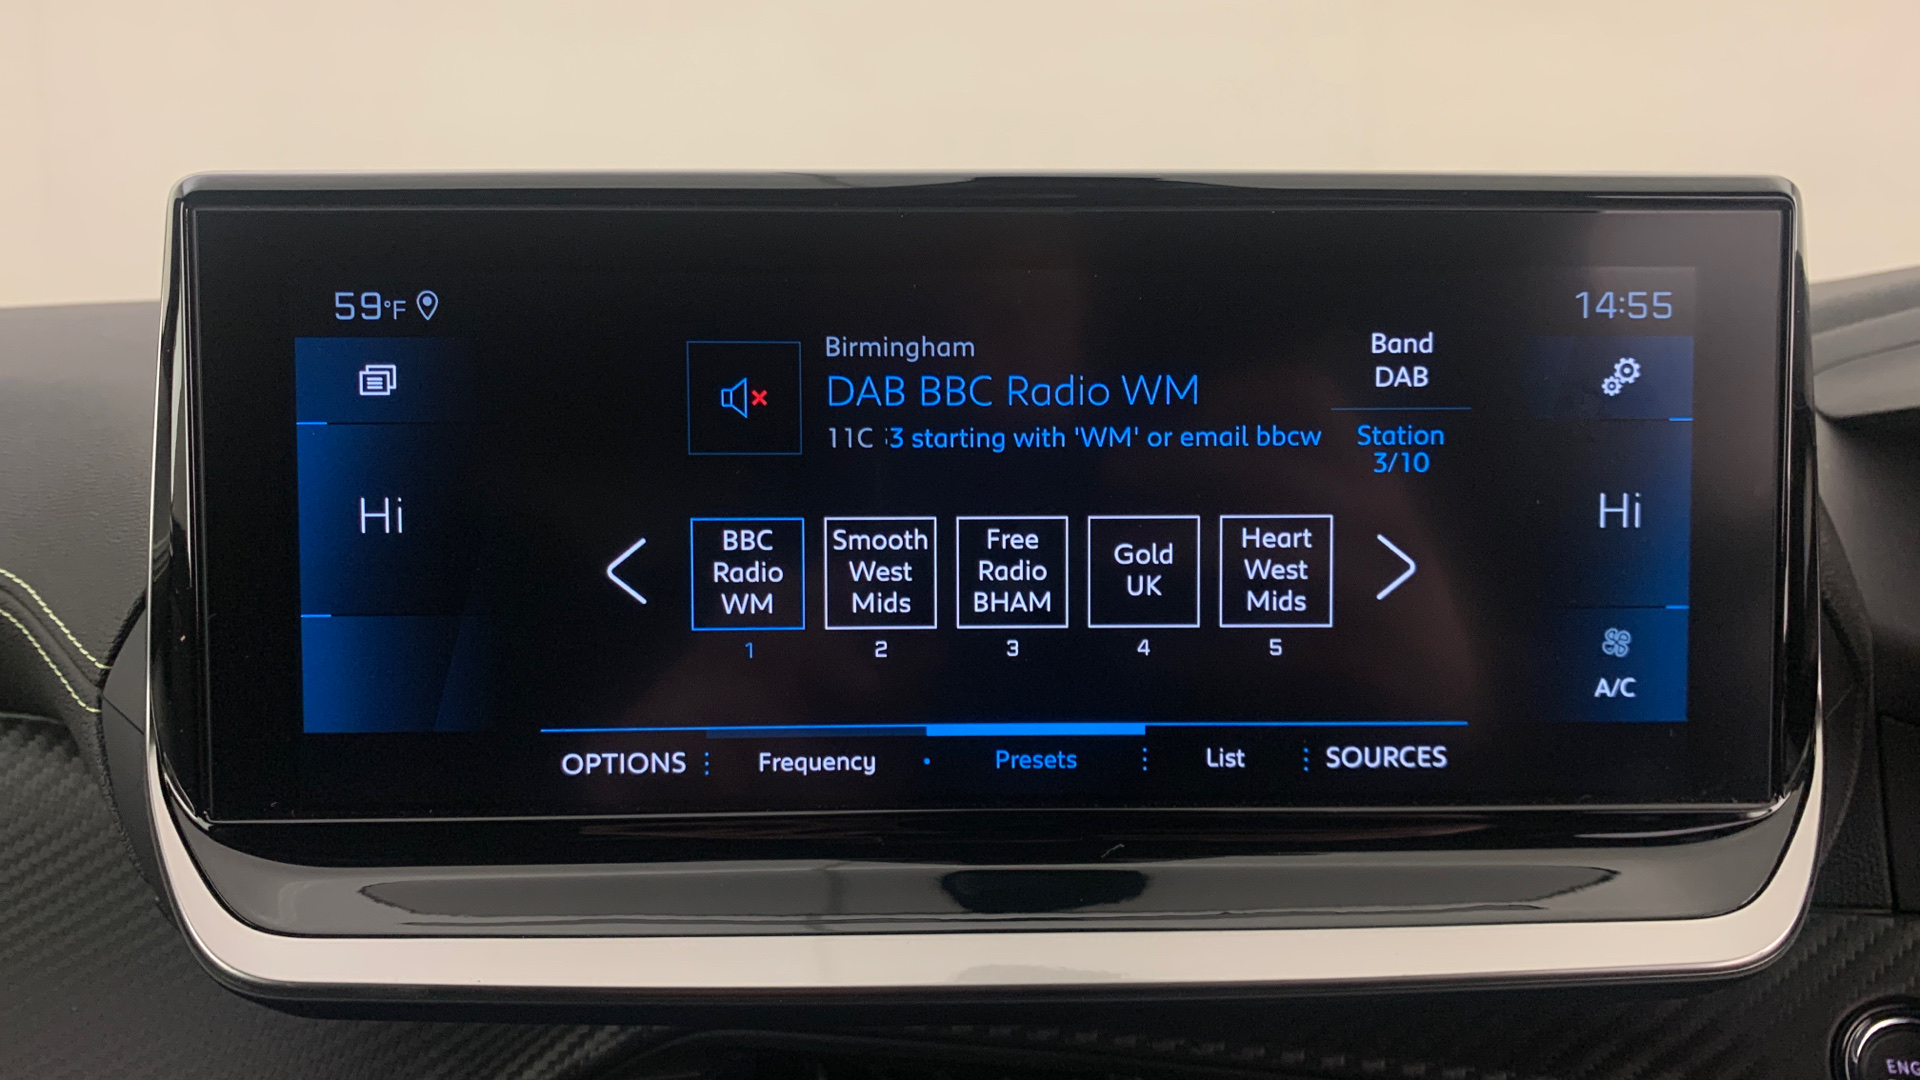 59°F
14:55
Birmingham
DAB BBC Radio WM
11C :3 starting with 'WM' or email bbcw
Band
DAB
Station
3/10
Hi
Hi
BBC
Radio
WM
1
Smooth
West
Mids
2
Free
Radio
BHAM
3
Gold
UK
4
Heart
West
Mids
5
A/C
OPTIONS
Frequency
Presets
List
SOURCES
ENG